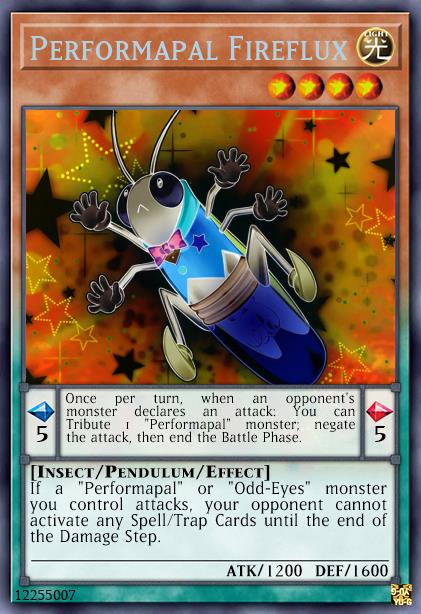 Performapal Fireflux
LIGHT
光
Once per turn, when an opponent's
monster declares an attack: You can
Tribute 1 "Performapal" monster; negate
the attack, then end the Battle Phase.
5
5
[Insect/Pendulum/Effect]
If a "Performapal" or "Odd-Eyes" monster
you control attacks, your opponent cannot
activate any Spell/Trap Cards until the end of
the Damage Step.
ATK/1200 DEF/1600
12255007